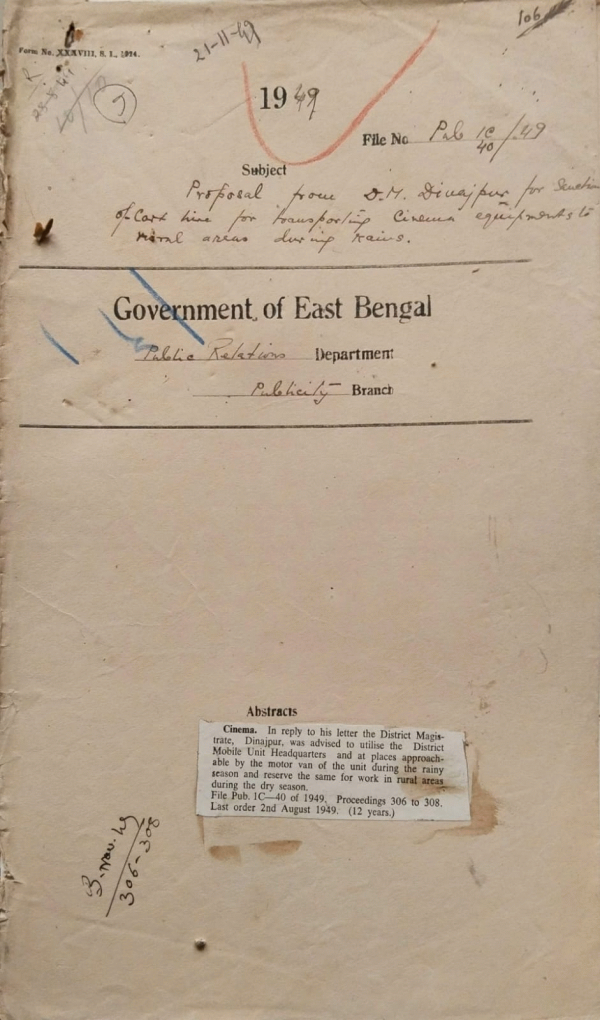 106
21-11-49
Form No. XXXVIII, S. I., 1924.
1949
File No Pub 1C/40/49
Subject
Proposal from D.M. Dinajpur for
of Cart hire for transporting Cinema equipments to
rural areas during rains.
Government of East Bengal
Public Relations Department
Publicity Branch
Abstracts
Cinema. In reply to his letter the District Magis-
trate, Dinajpur, was advised to utilise the District
Mobile Unit Headquarters and at places approach-
able by the motor van of the unit during the rainy
season and reserve the same for work in rural areas
during the dry season.
File Pub. 1C—40 of 1949, Proceedings 306 to 308.
Last order 2nd August 1949. (12 years.)
B. Nov. 49
306-308